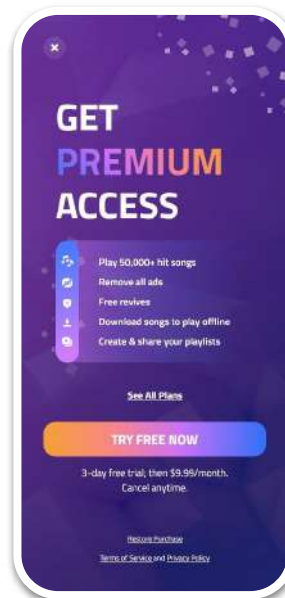 GET
PREMIUM
ACCESS
Play 50,000+ hit songs
Remove all ads
Free revives
Download songs to play offline
Create & share your playlists
See All Plans
TRY FREE NOW
3-day free trial; then $9.99/month.
Cancel anytime.
Restore Purchase
Terms of Service and Privacy Policy